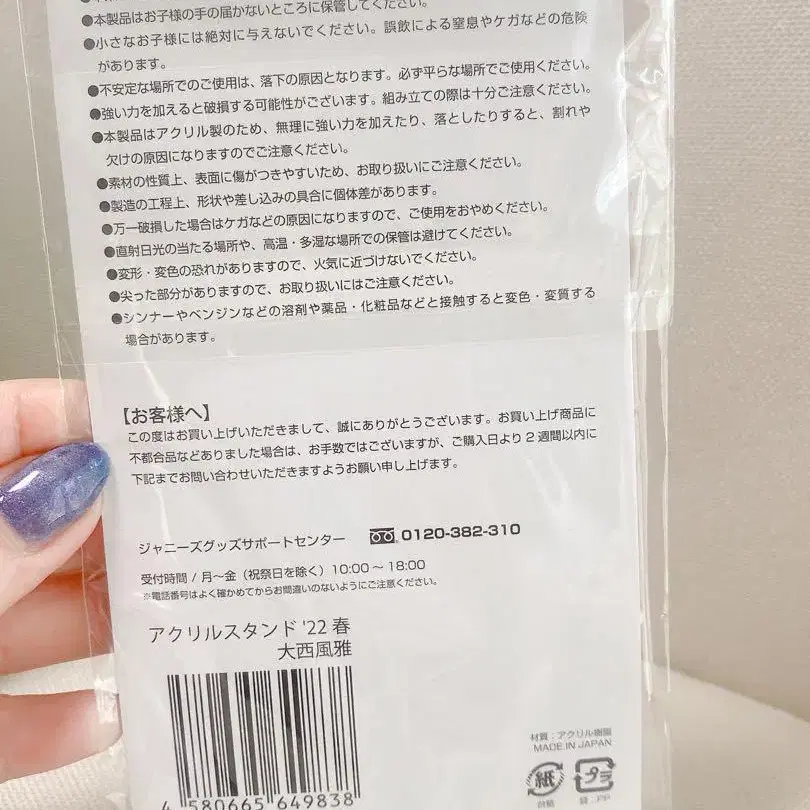 ●本製品はお子様の手の届かないところに保管してください。
●小さなお子様には絶対に与えないでください。誤飲による窒息やケガなどの危険
があります。
●不安定な場所でのご使用は、落下の原因となります。必ず平らな場所でご使用ください。
●強い力を加えると破損する可能性がございます。組み立ての際は十分ご注意ください。
●本製品はアクリル製のため、無理に強い力を加えたり、落としたりすると、割れや
欠けの原因になりますのでご注意ください。
●素材の性質上、表面に傷がつきやすいため、お取り扱いにご注意ください。
●製造の工程上、形状や差し込みの具合に個体差があります。
●万一破損した場合はケガなどの原因になりますので、ご使用をおやめください。
●直射日光の当たる場所や、高温・多湿な場所での保管は避けてください。
●変形・変色の恐れがありますので、火気に近づけないでください。
●尖った部分がありますので、お取り扱いにはご注意ください。
●シンナーやベンジンなどの溶剤や薬品・化粧品などと接触すると変色・変質する
場合があります。
【お客様へ】
この度はお買い上げいただきまして、誠にありがとうございます。お買い上げ商品に
不都合品などありました場合は、お手数ではございますが、ご購入日より2週間以内に
下記までお問い合わせいただきますようお願い申し上げます。
ジャニーズグッズサポートセンター 0120-382-310
受付時間 / 月～金（祝祭日を除く）10:00～18:00
※電話番号はよく確かめてからお間違いのないようにご注意ください。
アクリルスタンド '22 春
大西風雅
4 580665 649838
材質：アクリル樹脂
MADE IN JAPAN
紙 プラ
台紙 袋：PP